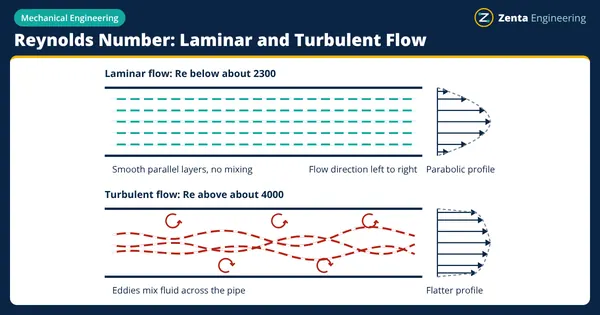 Mechanical Engineering
Zenta Engineering
Reynolds Number: Laminar and Turbulent Flow
Laminar flow: Re below about 2300
Smooth parallel layers, no mixing
Flow direction left to right
Parabolic profile
Turbulent flow: Re above about 4000
Eddies mix fluid across the pipe
Flatter profile